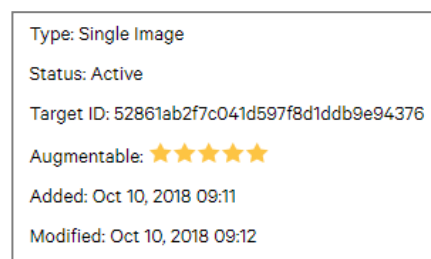 Type: Single Image
Status: Active
Target ID: 52861ab2f7c041d597f8d1ddb9e94376
Augmentable:
Added: Oct 10, 2018 09:11
Modified: Oct 10, 2018 09:12